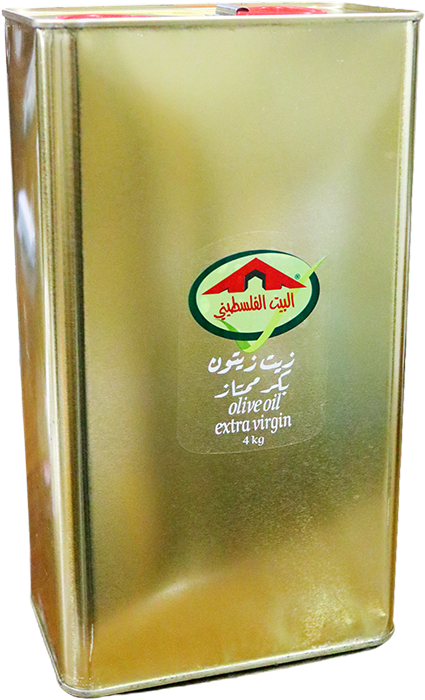 البيت الفلسطيني
®
زيت زيتون
بكر ممتاز
olive oil
extra virgin
4 kg